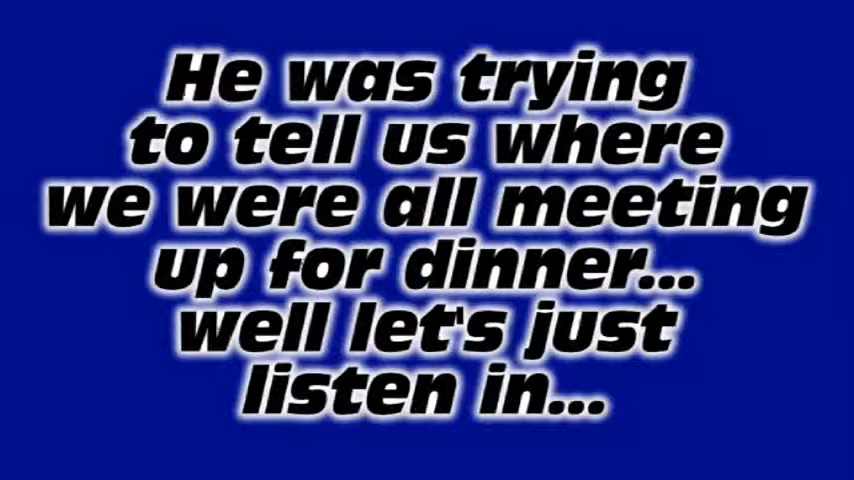 He was trying
to tell us where
we were all meeting
up for dinner...
well let's just
listen in...